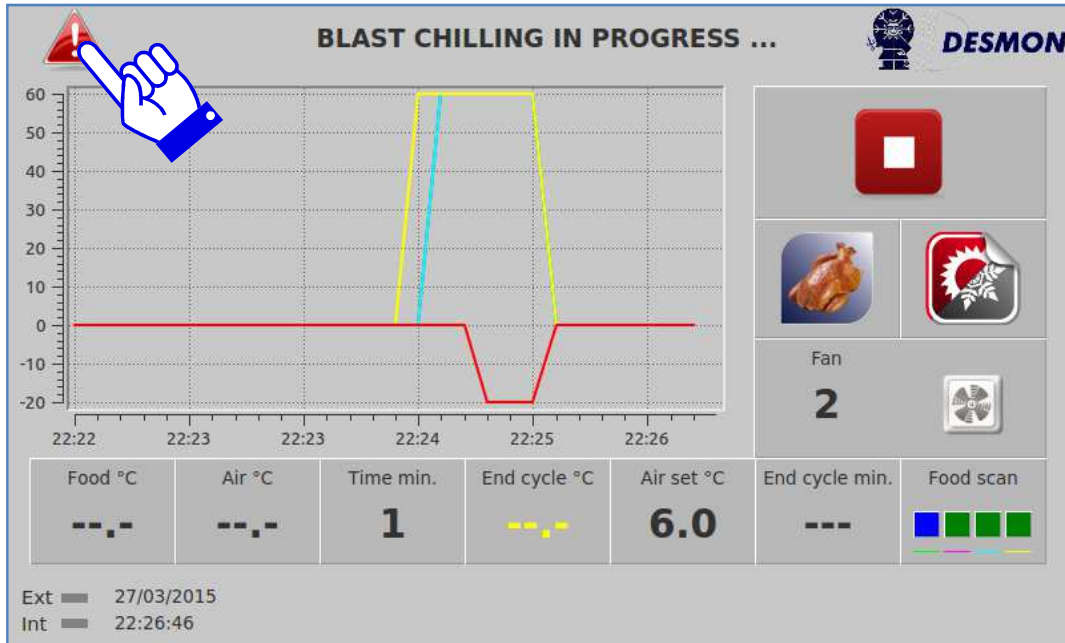 BLAST CHILLING IN PROGRESS ...
DESMON
60
50
40
30
20
10
0
-10
-20
22:22 22:23 22:23 22:24 22:25 22:26
Fan
2
Food °C Air °C Time min. End cycle °C Air set °C End cycle min. Food scan
--.- --.- 1 --.- 6.0 ---
Ext 27/03/2015
Int 22:26:46